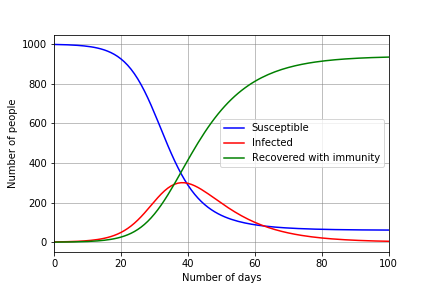 1000
800
600
400
200
0
Number of people
Susceptible
Infected
Recovered with immunity
0 20 40 60 80 100
Number of days